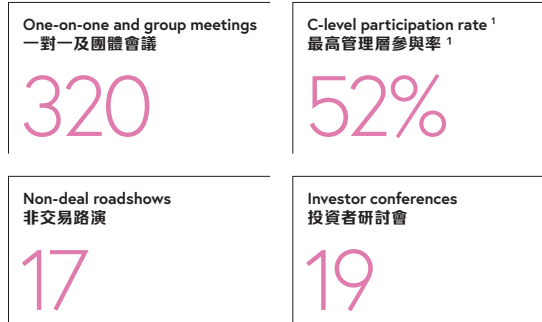 One-on-one and group meetings
一對一及團體會議
320
C-level participation rate ¹
最高管理層參與率 ¹
52%
Non-deal roadshows
非交易路演
17
Investor conferences
投資者研討會
19